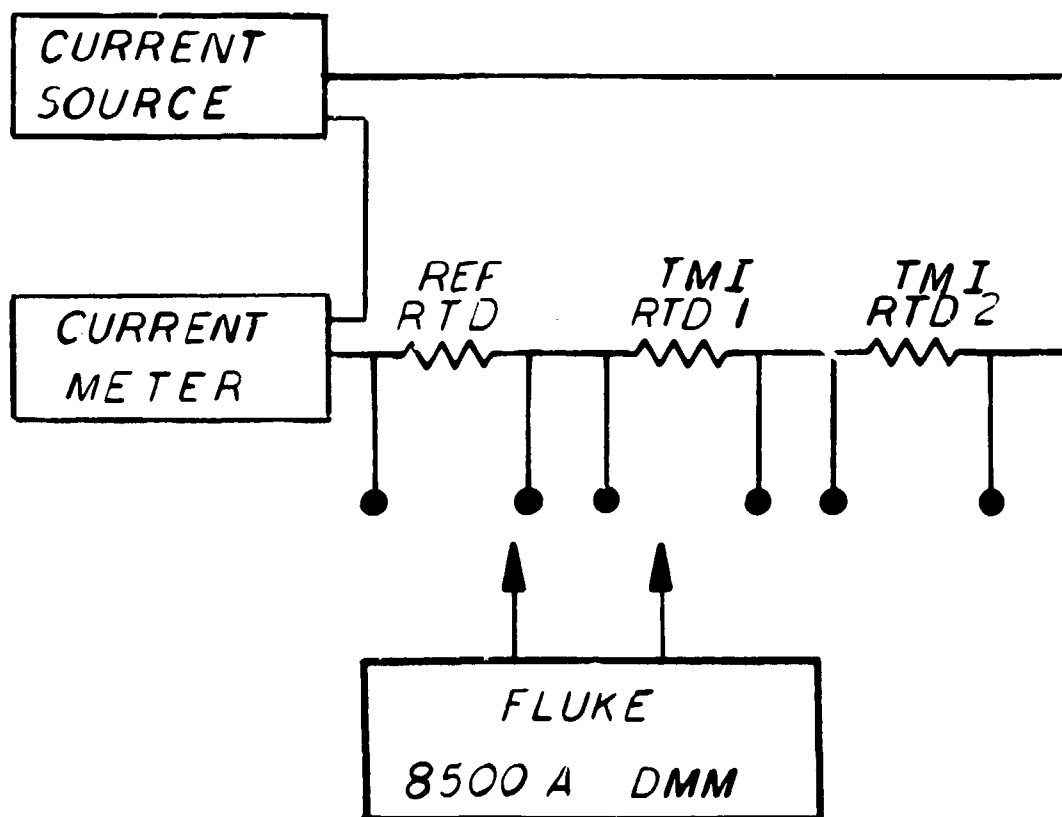 CURRENT
SOURCE
CURRENT
METER
REF
RTD
TMI
RTD 1
TMI
RTD 2
FLUKE
8500 A DMM